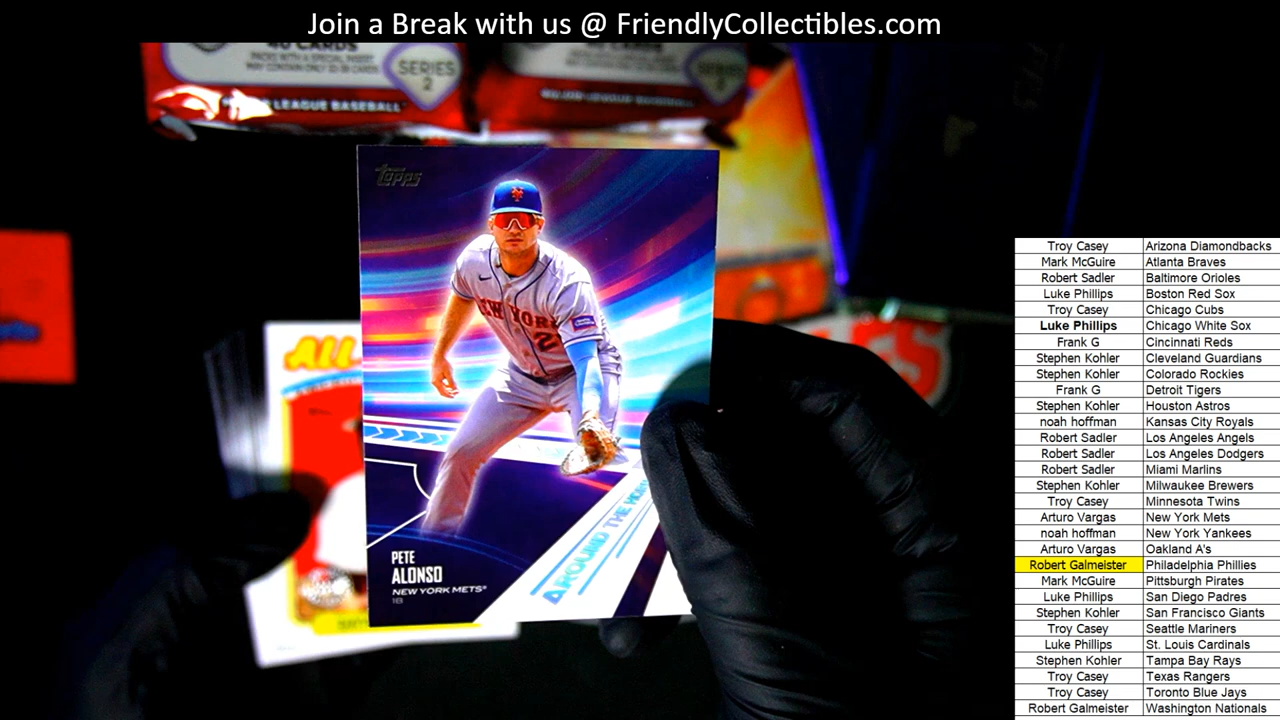 Join a Break with us @ FriendlyCollectibles.com
40 CARDS
SERIES
2
LEAGUE BASEBALL
Topps
NEW YORK
2
ALL
AROUND THE HORN
PETE
ALONSO
NEW YORK METS
1B
Troy Casey Arizona Diamondbacks
Mark McGuire Atlanta Braves
Robert Sadler Baltimore Orioles
Luke Phillips Boston Red Sox
Troy Casey Chicago Cubs
Luke Phillips Chicago White Sox
Frank G Cincinnati Reds
Stephen Kohler Cleveland Guardians
Stephen Kohler Colorado Rockies
Frank G Detroit Tigers
Stephen Kohler Houston Astros
noah hoffman Kansas City Royals
Robert Sadler Los Angeles Angels
Robert Sadler Los Angeles Dodgers
Robert Sadler Miami Marlins
Stephen Kohler Milwaukee Brewers
Troy Casey Minnesota Twins
Arturo Vargas New York Mets
noah hoffman New York Yankees
Arturo Vargas Oakland A's
Robert Galmeister Philadelphia Phillies
Mark McGuire Pittsburgh Pirates
Luke Phillips San Diego Padres
Stephen Kohler San Francisco Giants
Troy Casey Seattle Mariners
Luke Phillips St. Louis Cardinals
Stephen Kohler Tampa Bay Rays
Troy Casey Texas Rangers
Troy Casey Toronto Blue Jays
Robert Galmeister Washington Nationals